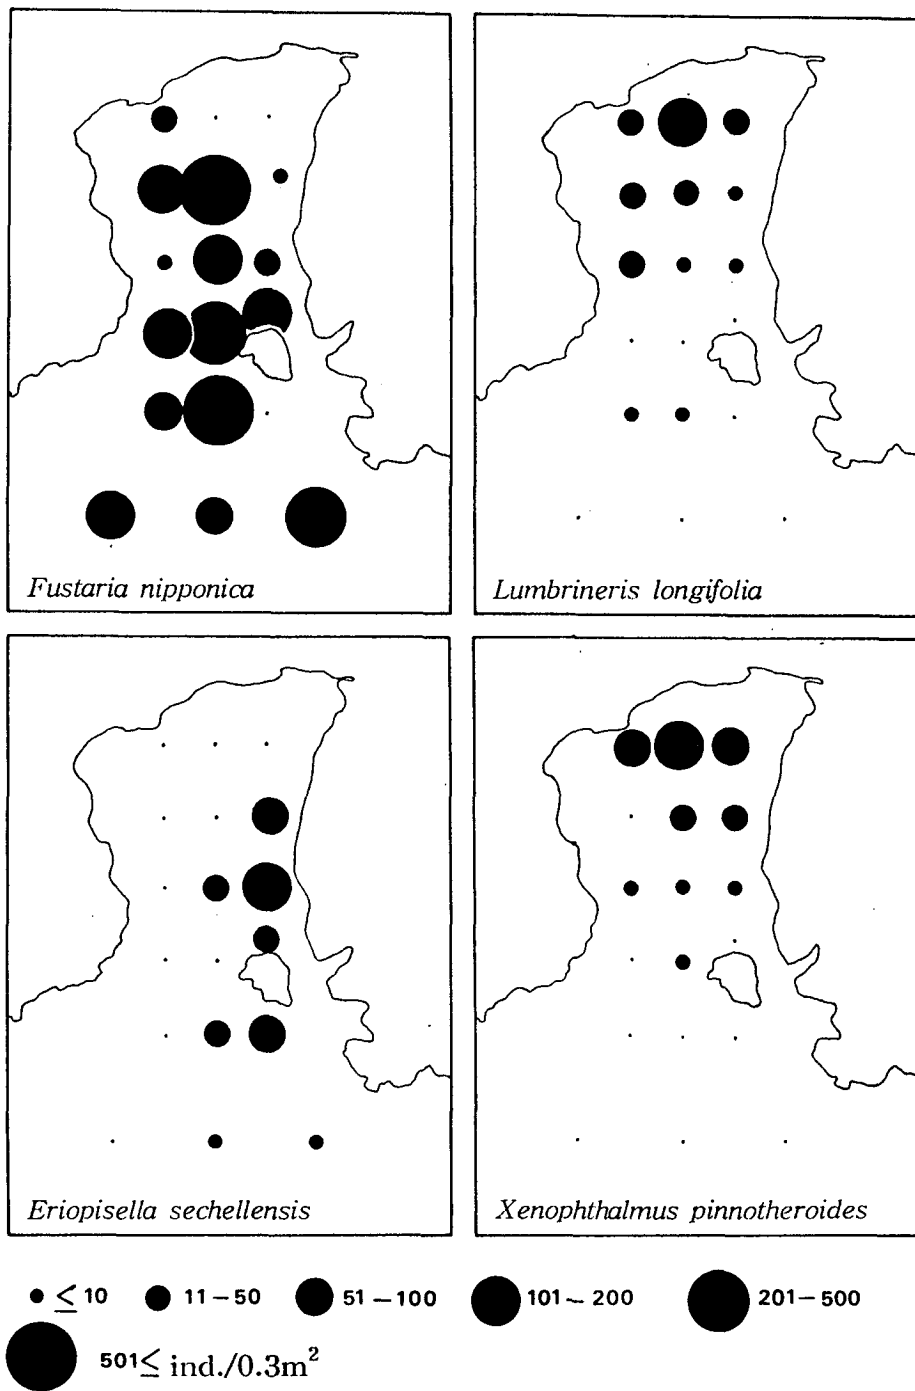 Fustaria nipponica
Lumbrineris longifolia
Eriopisella sechellensis
Xenophthalmus pinnotheroides
≤ 10 11−50 51−100 101−200 201−500
501≤ ind./0.3m²